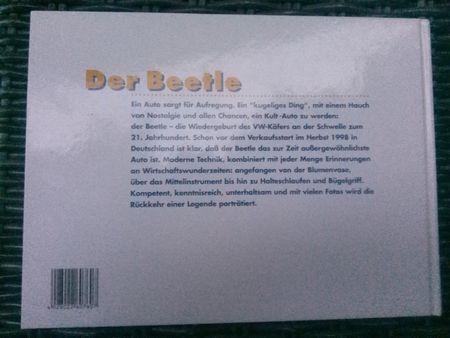 Der Beetle
Ein Auto sorgt für Aufregung. Ein "kugeliges Ding", mit einem Hauch
von Nostalgie und allen Chancen, ein Kult-Auto zu werden:
der Beetle – die Wiedergeburt des VW-Käfers an der Schwelle zum
21. Jahrhundert. Schon vor dem Verkaufsstart im Herbst 1998 in
Deutschland ist klar, daß der Beetle das zur Zeit außergewöhnlichste
Auto ist. Moderne Technik, kombiniert mit jeder Menge Erinnerungen
an Wirtschaftswunderzeiten: angefangen von der Blumenvase,
über das Mittelinstrument bis hin zu Halteschlaufen und Bügelgriff.
Kompetent, kenntnisreich, unterhaltsam und mit vielen Fotos wird die
Rückkehr einer Legende porträtiert.